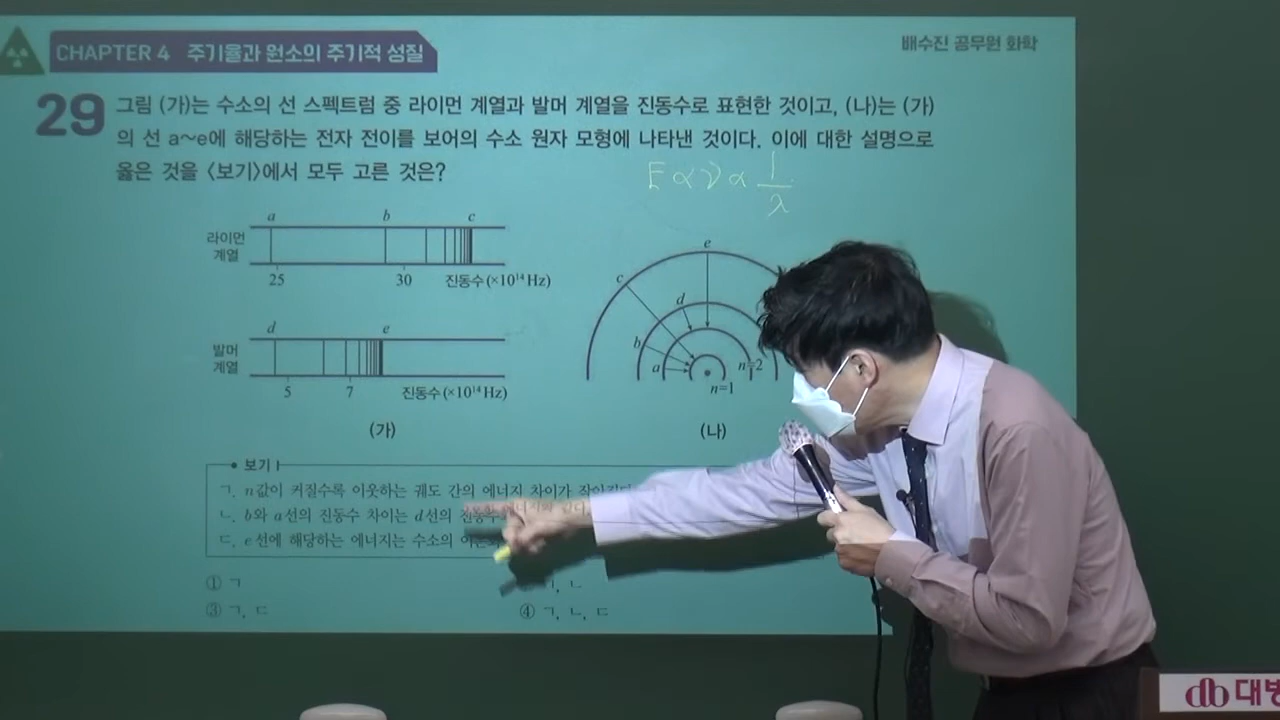 CHAPTER 4 주기율과 원소의 주기적 성질
배수진 공무원 화학
29 그림 (가)는 수소의 선 스펙트럼 중 라이먼 계열과 발머 계열을 진동수로 표현한 것이고, (나)는 (가)
의 선 a~e에 해당하는 전자 전이를 보어의 수소 원자 모형에 나타낸 것이다. 이에 대한 설명으로
옳은 것을 <보기>에서 모두 고른 것은?
E ∝ ν ∝ 1/λ
a b c
라이먼
계열
25 30 진동수(×10¹⁴Hz)
d e
발머
계열
5 7 진동수(×10¹⁴Hz)
(가)
e
c
d
b
a
n=2
n=1
(나)
보기
ㄱ. n값이 커질수록 이웃하는 궤도 간의 에너지 차이가
ㄴ. b와 a선의 진동수 차이는 d선의
ㄷ. e선에 해당하는 에너지는 수소의
① ㄱ
ㄴ
③ ㄱ, ㄷ
④ ㄱ, ㄴ, ㄷ
db 대방